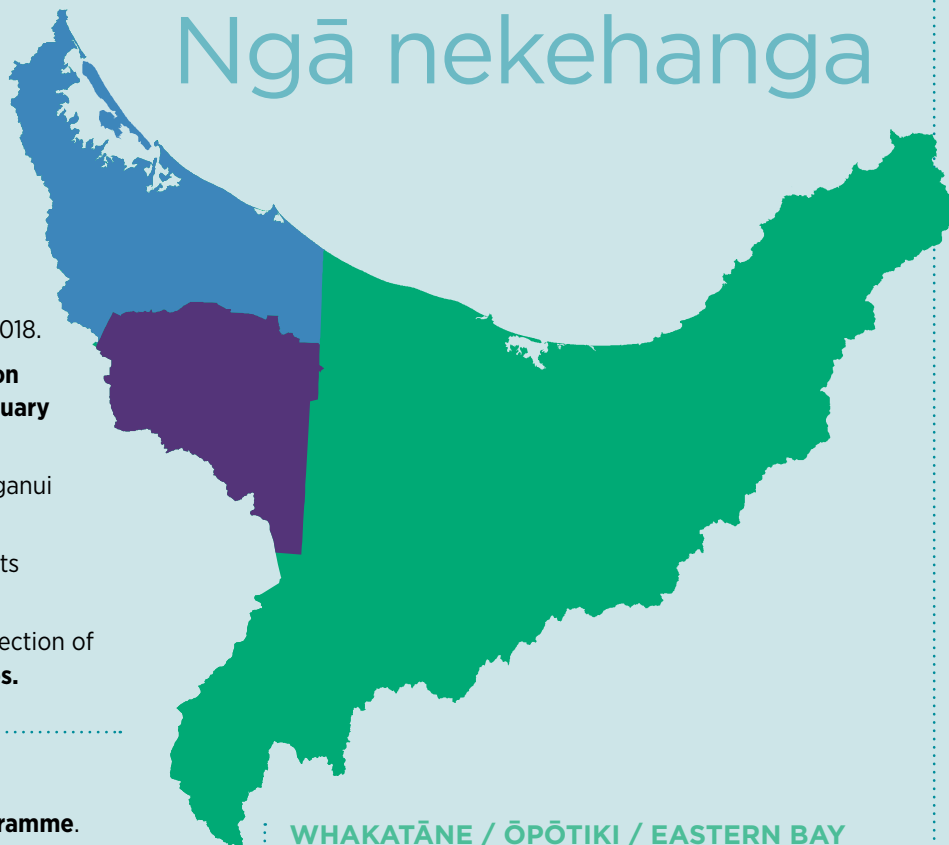 Ngā nekehanga
018.
on
uary
ganui
ts
ection of
s.
ramme.
WHAKATĀNE / ŌPŌTIKI / EASTERN BAY